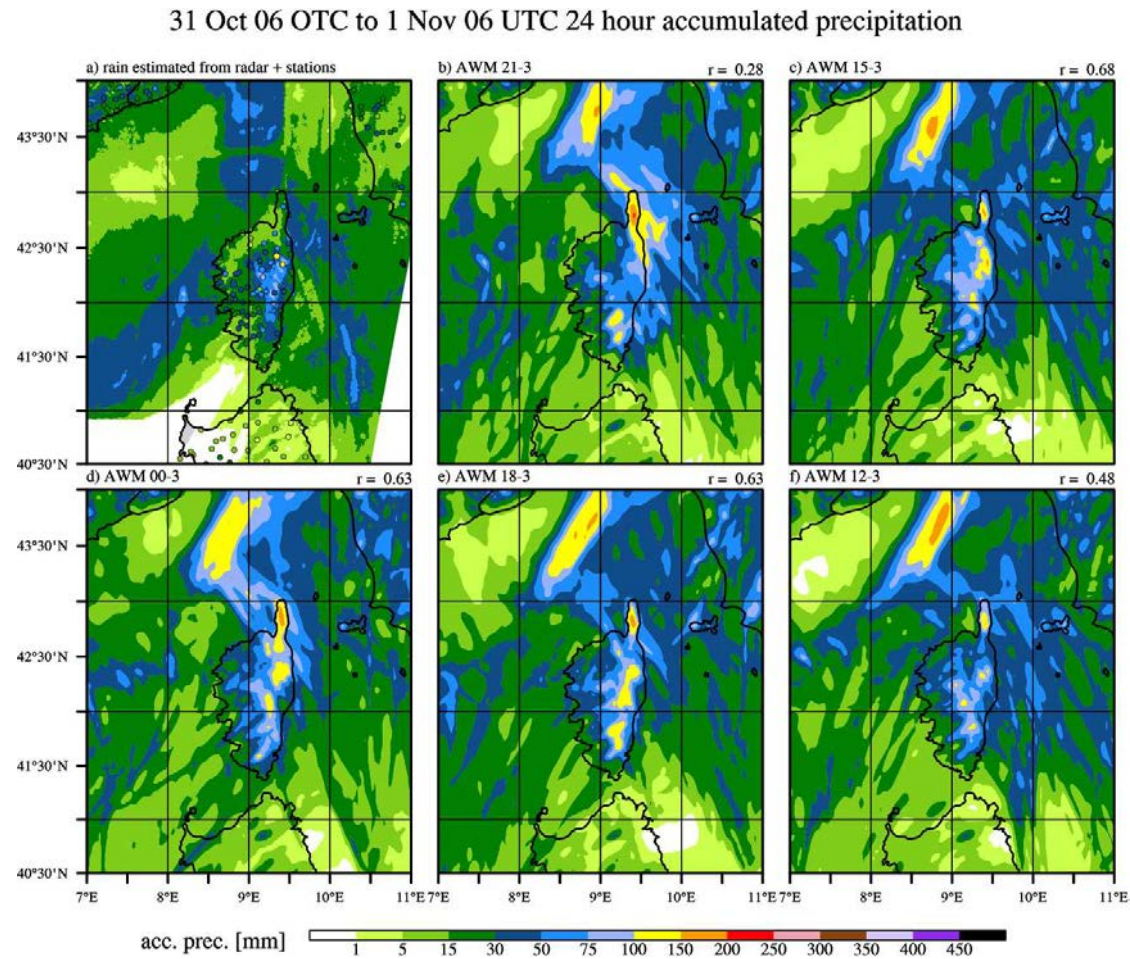 31 Oct 06 OTC to 1 Nov 06 UTC 24 hour accumulated precipitation
a) rain estimated from radar + stations
b) AWM 21-3 r = 0.28
c) AWM 15-3 r = 0.68
43°30'N
42°30'N
41°30'N
40°30'N
d) AWM 00-3 r = 0.63
e) AWM 18-3 r = 0.63
f) AWM 12-3 r = 0.48
43°30'N
42°30'N
41°30'N
40°30'N
7°E 8°E 9°E 10°E 11°E 7°E 8°E 9°E 10°E 11°E 7°E 8°E 9°E 10°E 11°E
acc. prec. [mm]
1 5 15 30 50 75 100 150 200 250 300 350 400 450